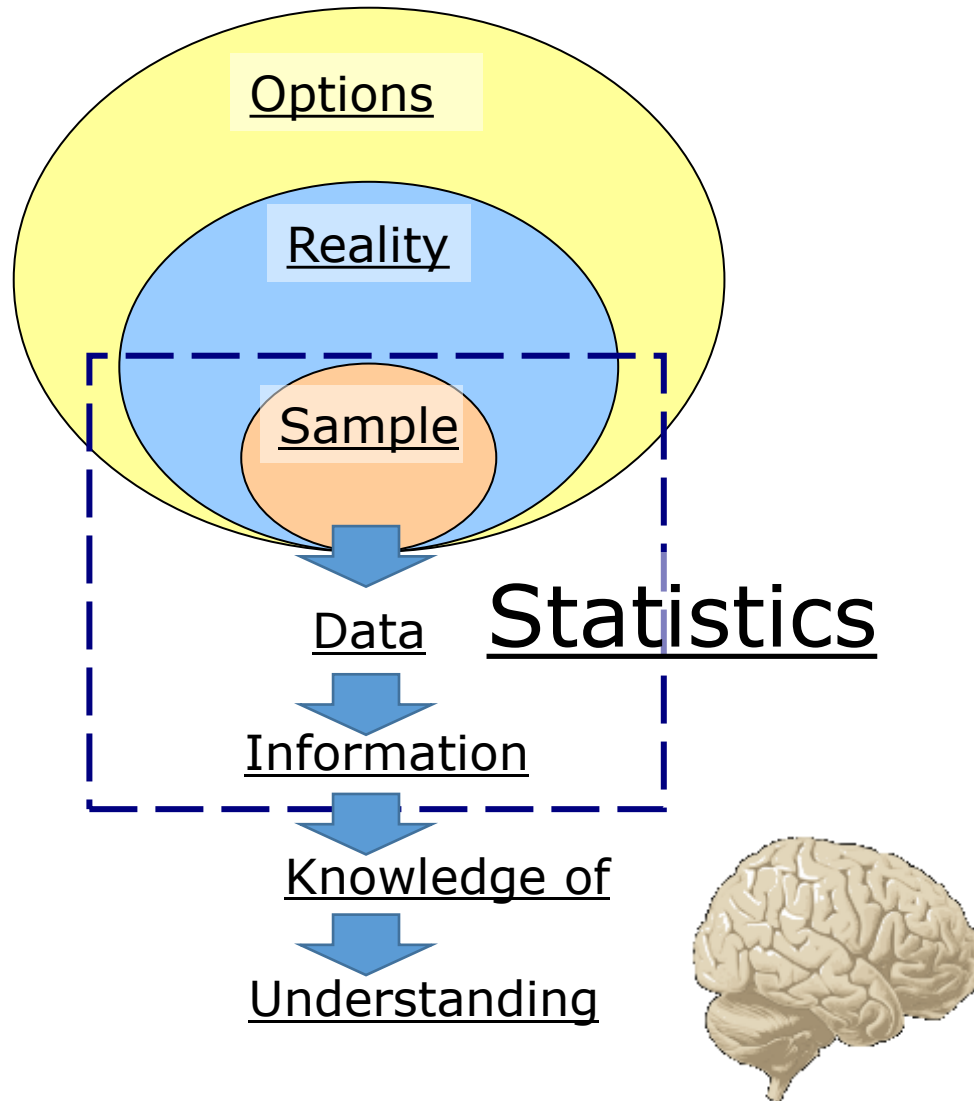 Options
Reality
Sample
Data
Statistics
Information
Knowledge of
Understanding